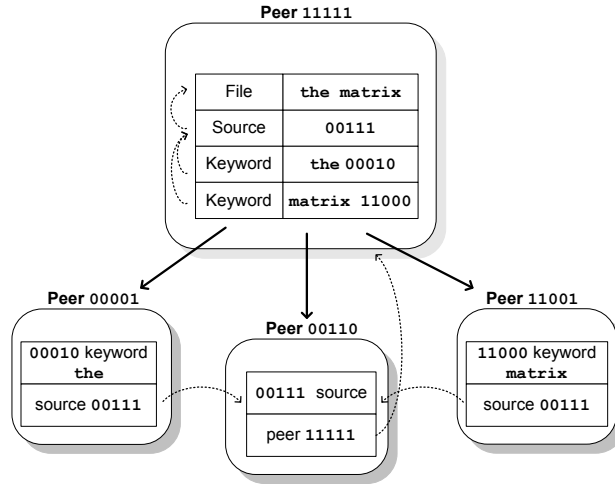 Peer 11111
File the matrix
Source 00111
Keyword the 00010
Keyword matrix 11000
Peer 00001
00010 keyword
the
source 00111
Peer 00110
00111 source
peer 11111
Peer 11001
11000 keyword
matrix
source 00111